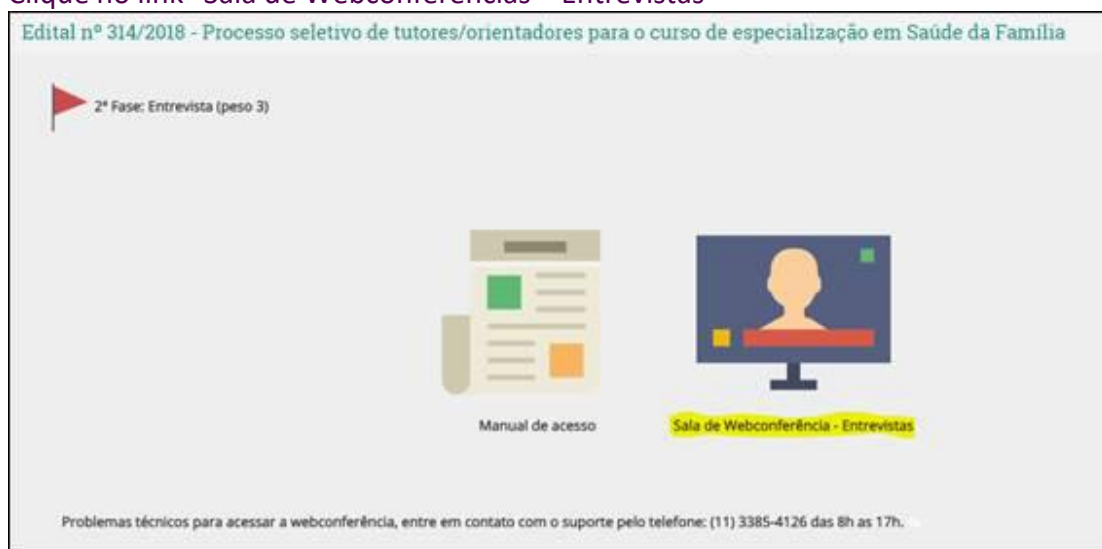 Clique no link "Sala de Webconferências – Entrevistas"
Edital nº 314/2018 - Processo seletivo de tutores/orientadores para o curso de especialização em Saúde da Família
2ª Fase: Entrevista (peso 3)
Manual de acesso
Sala de Webconferência - Entrevistas
Problemas técnicos para acessar a webconferência, entre em contato com o suporte pelo telefone: (11) 3385-4126 das 8h as 17h.